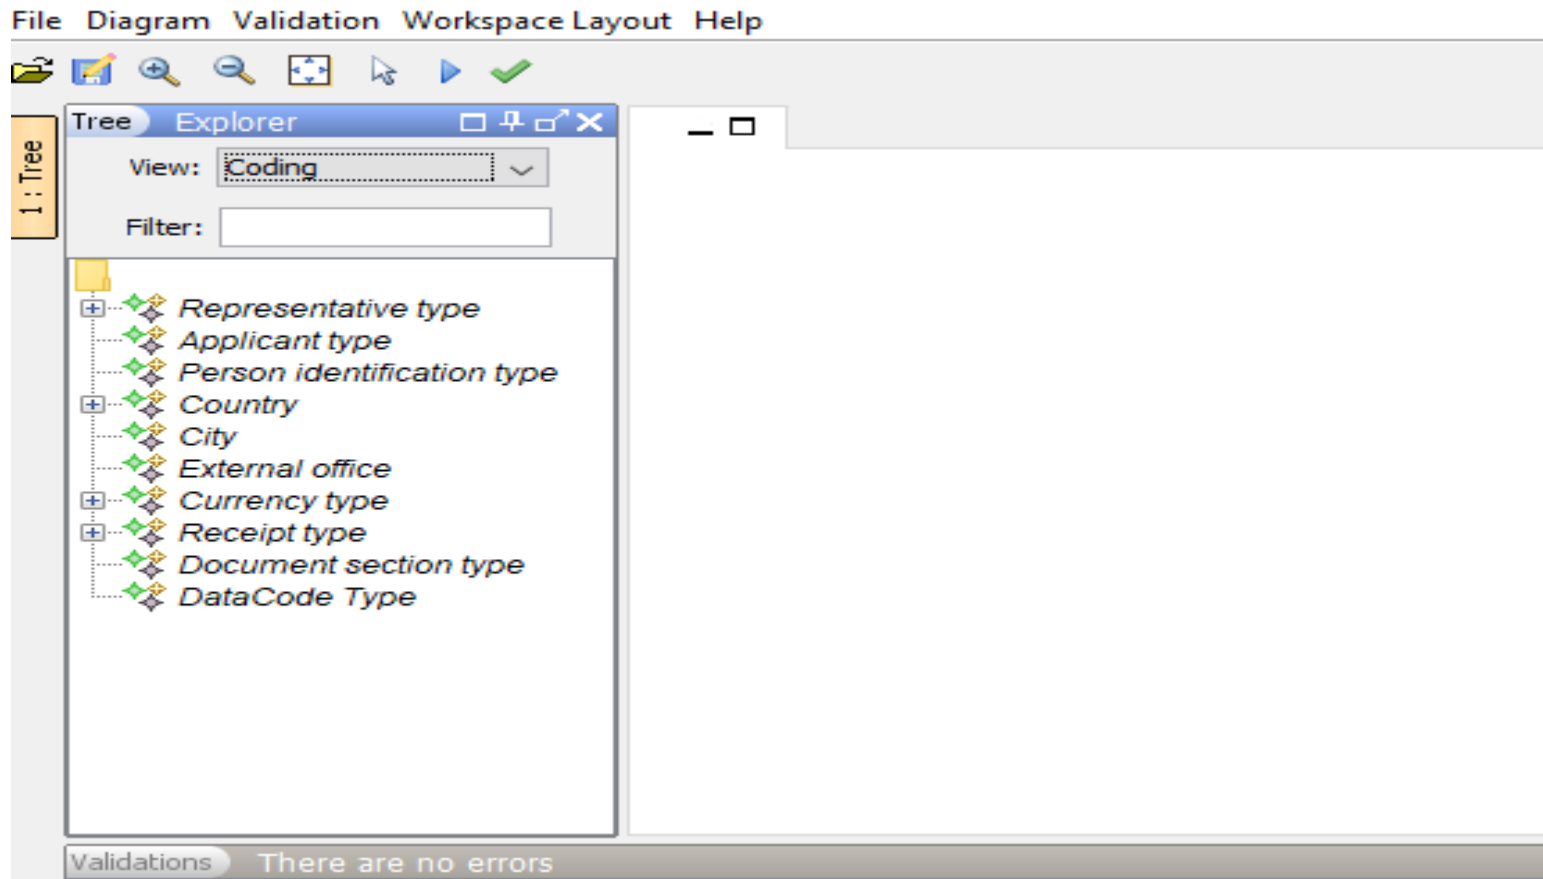 File Diagram Validation Workspace Layout Help
1 : Tree
Tree Explorer
View: Coding
Filter:
Representative type
Applicant type
Person identification type
Country
City
External office
Currency type
Receipt type
Document section type
DataCode Type
Validations There are no errors